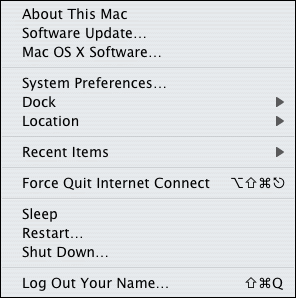 About This Mac
Software Update…
Mac OS X Software…
System Preferences…
Dock
Location
Recent Items
Force Quit Internet Connect ⌥⇧⌘⎋
Sleep
Restart…
Shut Down…
Log Out Your Name… ⇧⌘Q